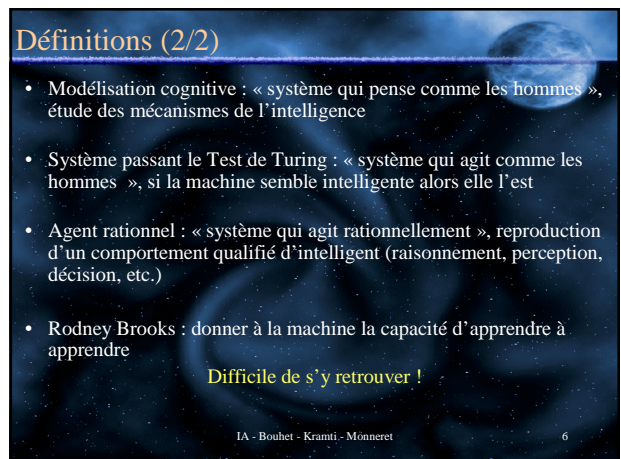 Définitions (2/2)
• Modélisation cognitive : « système qui pense comme les hommes »,
étude des mécanismes de l’intelligence
• Système passant le Test de Turing : « système qui agit comme les
hommes », si la machine semble intelligente alors elle l’est
• Agent rationnel : « système qui agit rationnellement », reproduction
d’un comportement qualifié d’intelligent (raisonnement, perception,
décision, etc.)
• Rodney Brooks : donner à la machine la capacité d’apprendre à
apprendre
Difficile de s’y retrouver !
IA - Bouhet - Kramti - Monneret 6